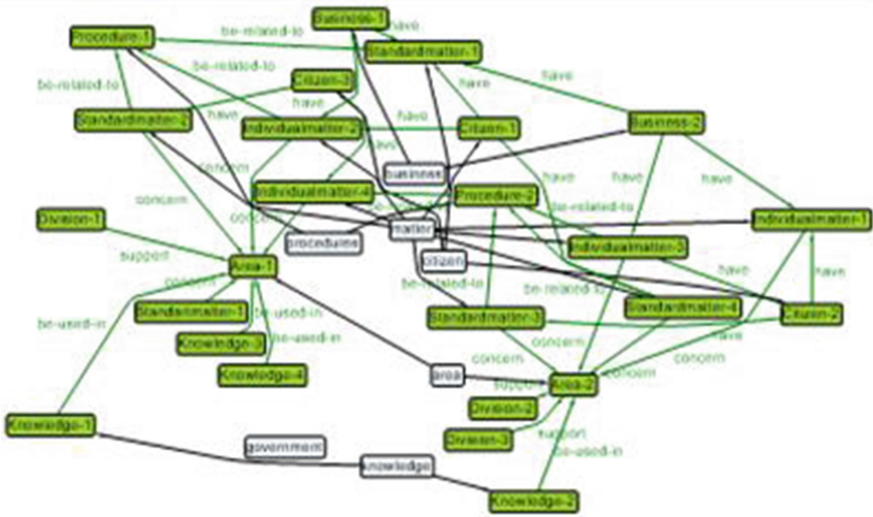 Business-1
have
Procedure-1
be-related-to
Standardmatter-1
be-related-to
have
have
be-related-to
Citizen-3
have
have
Standardmatter-2
have
Individualmatter-2
Citizen-1
Business-2
have
concern
business
have
have
have
concern
Individualmatter-4
Procedure-2
be-related-to
Division-1
concern
matter
Individualmatter-1
procedures
Individualmatter-3
support
citizen
Area-1
have
have
concern
be-related-to
be-related-to
Standardmatter-1
be-used-in
Standardmatter-3
Standardmatter-4
Citizen-2
be-used-in
be-used-in
have
Knowledge-3
concern
concern
concern
Knowledge-4
area
support
Area-2
concern
Division-2
Knowledge-1
Division-3
support
government
be-used-in
knowledge
Knowledge-2